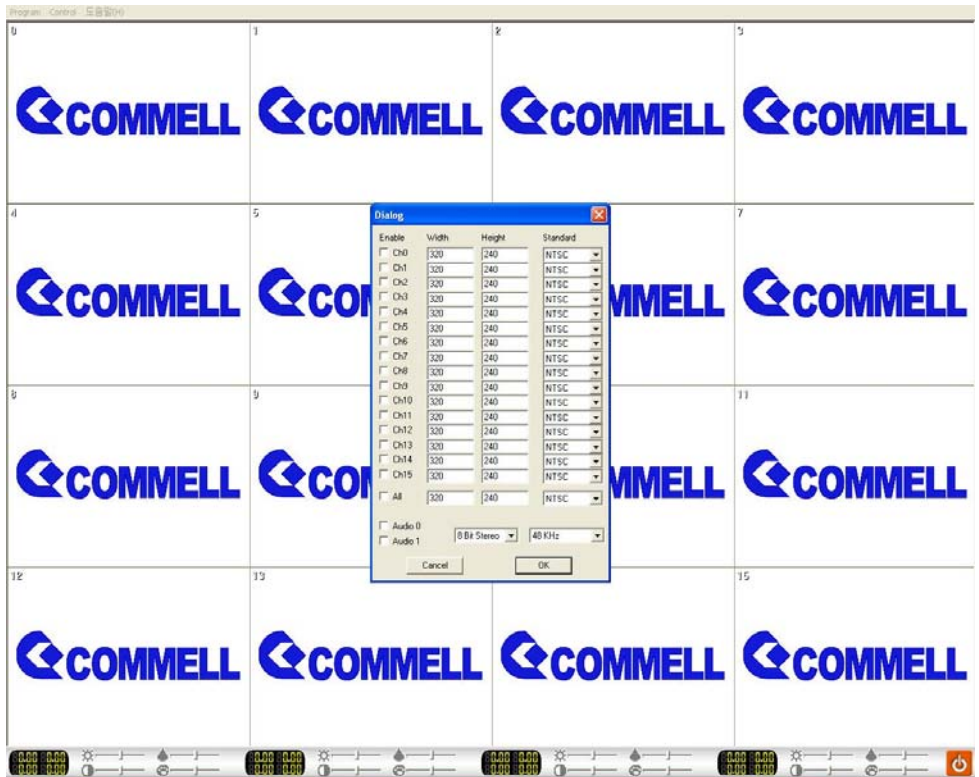 Program Control 도움말(H)
0 1 2 3
COMMELL COMMELL COMMELL COMMELL
4 5 7
COMMELL COM MMELL COMMELL
8 9 11
COMMELL COM MMELL COMMELL
12 13 15
COMMELL COMMELL COMMELL COMMELL
Dialog
Enable Width Height Standard
Ch0 320 240 NTSC
Ch1 320 240 NTSC
Ch2 320 240 NTSC
Ch3 320 240 NTSC
Ch4 320 240 NTSC
Ch5 320 240 NTSC
Ch6 320 240 NTSC
Ch7 320 240 NTSC
Ch8 320 240 NTSC
Ch9 320 240 NTSC
Ch10 320 240 NTSC
Ch11 320 240 NTSC
Ch12 320 240 NTSC
Ch13 320 240 NTSC
Ch14 320 240 NTSC
Ch15 320 240 NTSC
All 320 240 NTSC
Audio 0
8 Bit Stereo 48 KHz
Audio 1
Cancel OK